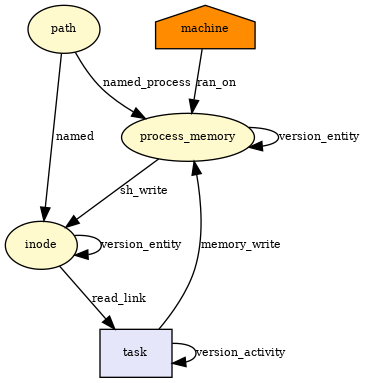 path
machine
named_process
ran_on
process_memory
version_entity
named
sh_write
inode
version_entity
memory_write
read_link
task
version_activity